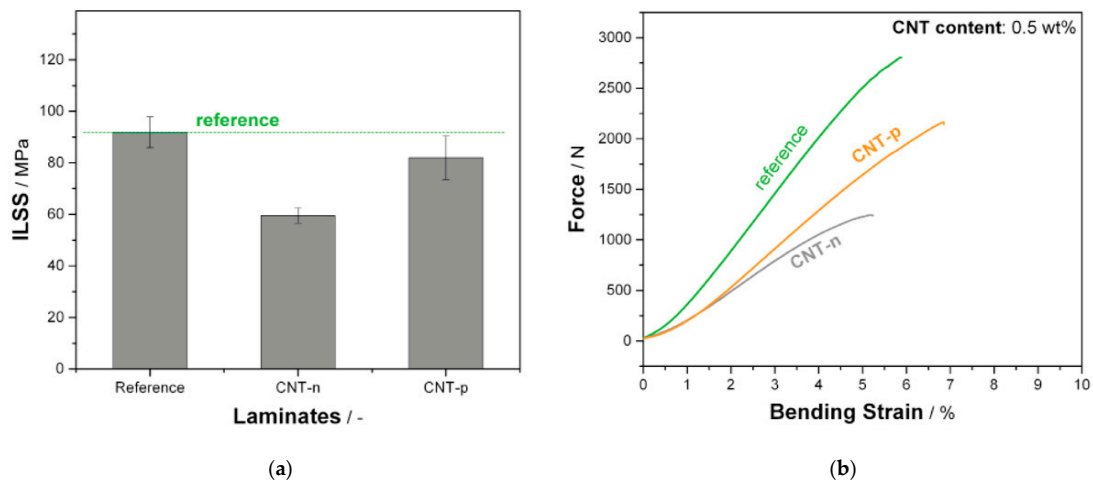 120
100
80
60
40
20
0
ILSS / MPa
reference
Reference CNT-n CNT-p
Laminates / -
(a)
CNT content: 0.5 wt%
3000
2500
2000
1500
1000
500
0
Force / N
reference
CNT-p
CNT-n
0 1 2 3 4 5 6 7 8 9 10
Bending Strain / %
(b)